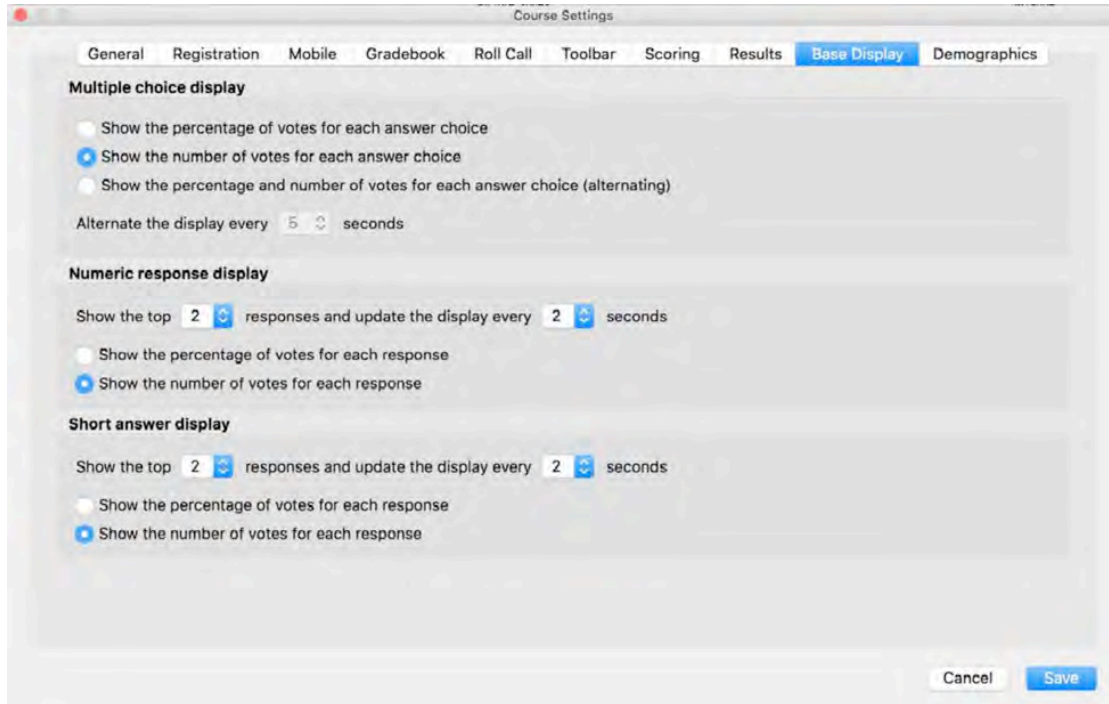 Course Settings
General Registration Mobile Gradebook Roll Call Toolbar Scoring Results Base Display Demographics
Multiple choice display
Show the percentage of votes for each answer choice
Show the number of votes for each answer choice
Show the percentage and number of votes for each answer choice (alternating)
Alternate the display every 5 seconds
Numeric response display
Show the top 2 responses and update the display every 2 seconds
Show the percentage of votes for each response
Show the number of votes for each response
Short answer display
Show the top 2 responses and update the display every 2 seconds
Show the percentage of votes for each response
Show the number of votes for each response
Cancel Save